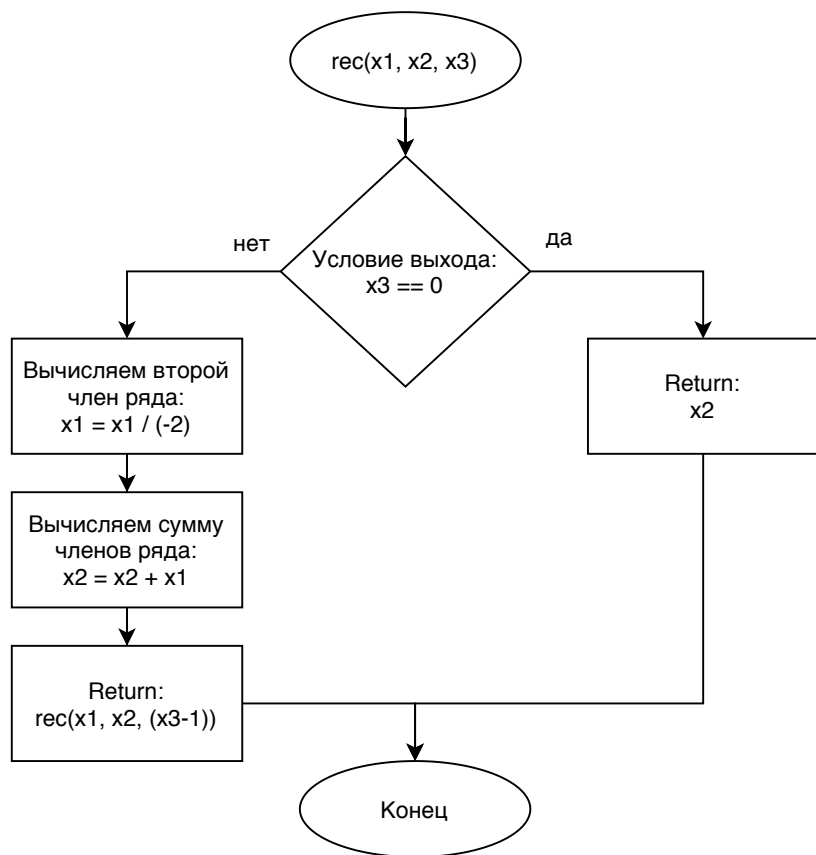 rec(x1, x2, x3)
нет
да
Условие выхода:
x3 == 0
Вычисляем второй
член ряда:
x1 = x1 / (-2)
Return:
x2
Вычисляем сумму
членов ряда:
x2 = x2 + x1
Return:
rec(x1, x2, (x3-1))
Конец